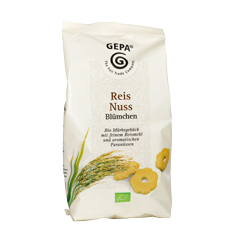 GEPA®
The Fair Trade Company
Reis
Nuss
Blümchen
Bio Mürbegebäck
mit feinem Reismehl
und aromatischen
Paranüssen